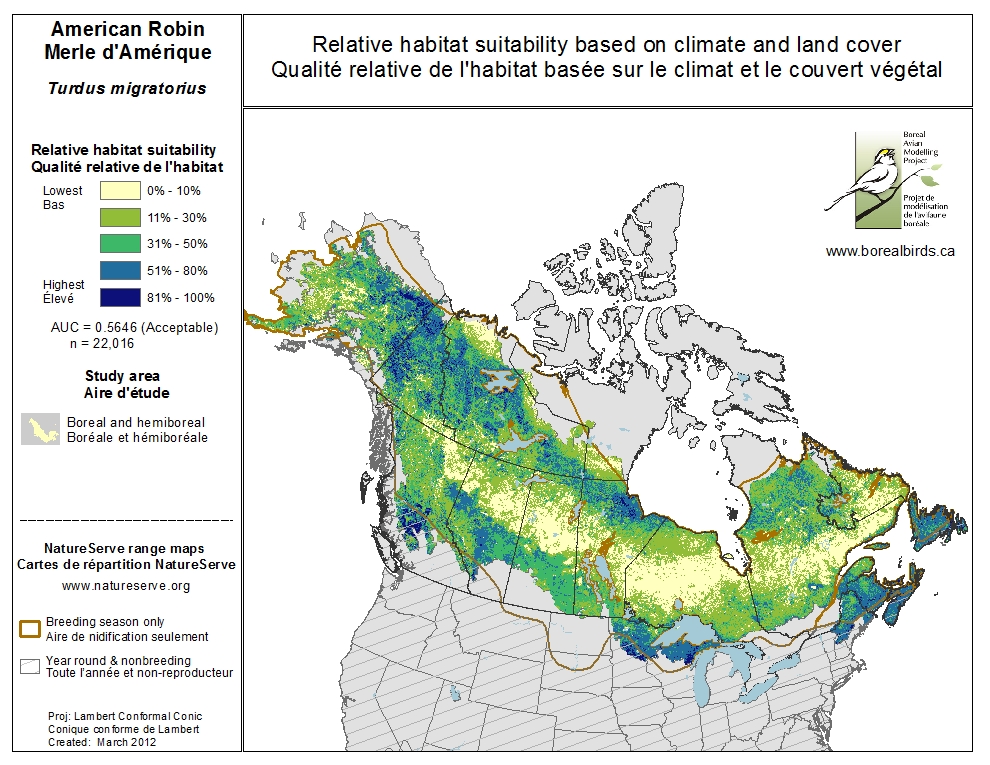 American Robin
Merle d'Amérique
Turdus migratorius
Relative habitat suitability based on climate and land cover
Qualité relative de l'habitat basée sur le climat et le couvert végétal
Relative habitat suitability
Qualité relative de l'habitat
Lowest
Bas
0% - 10%
11% - 30%
31% - 50%
51% - 80%
Highest
Élevé
81% - 100%
AUC = 0.5646 (Acceptable)
n = 22,016
Study area
Aire d'étude
Boreal and hemiboreal
Boréale et hémiboréale
NatureServe range maps
Cartes de répartition NatureServe
www.natureserve.org
Breeding season only
Aire de nidification seulement
Year round & nonbreeding
Toute l'année et non-reproducteur
Proj: Lambert Conformal Conic
Conique conforme de Lambert
Created: March 2012
Boreal
Avian
Modelling
Project
Projet de
modélisation
de l'avifaune
boréale
www.borealbirds.ca